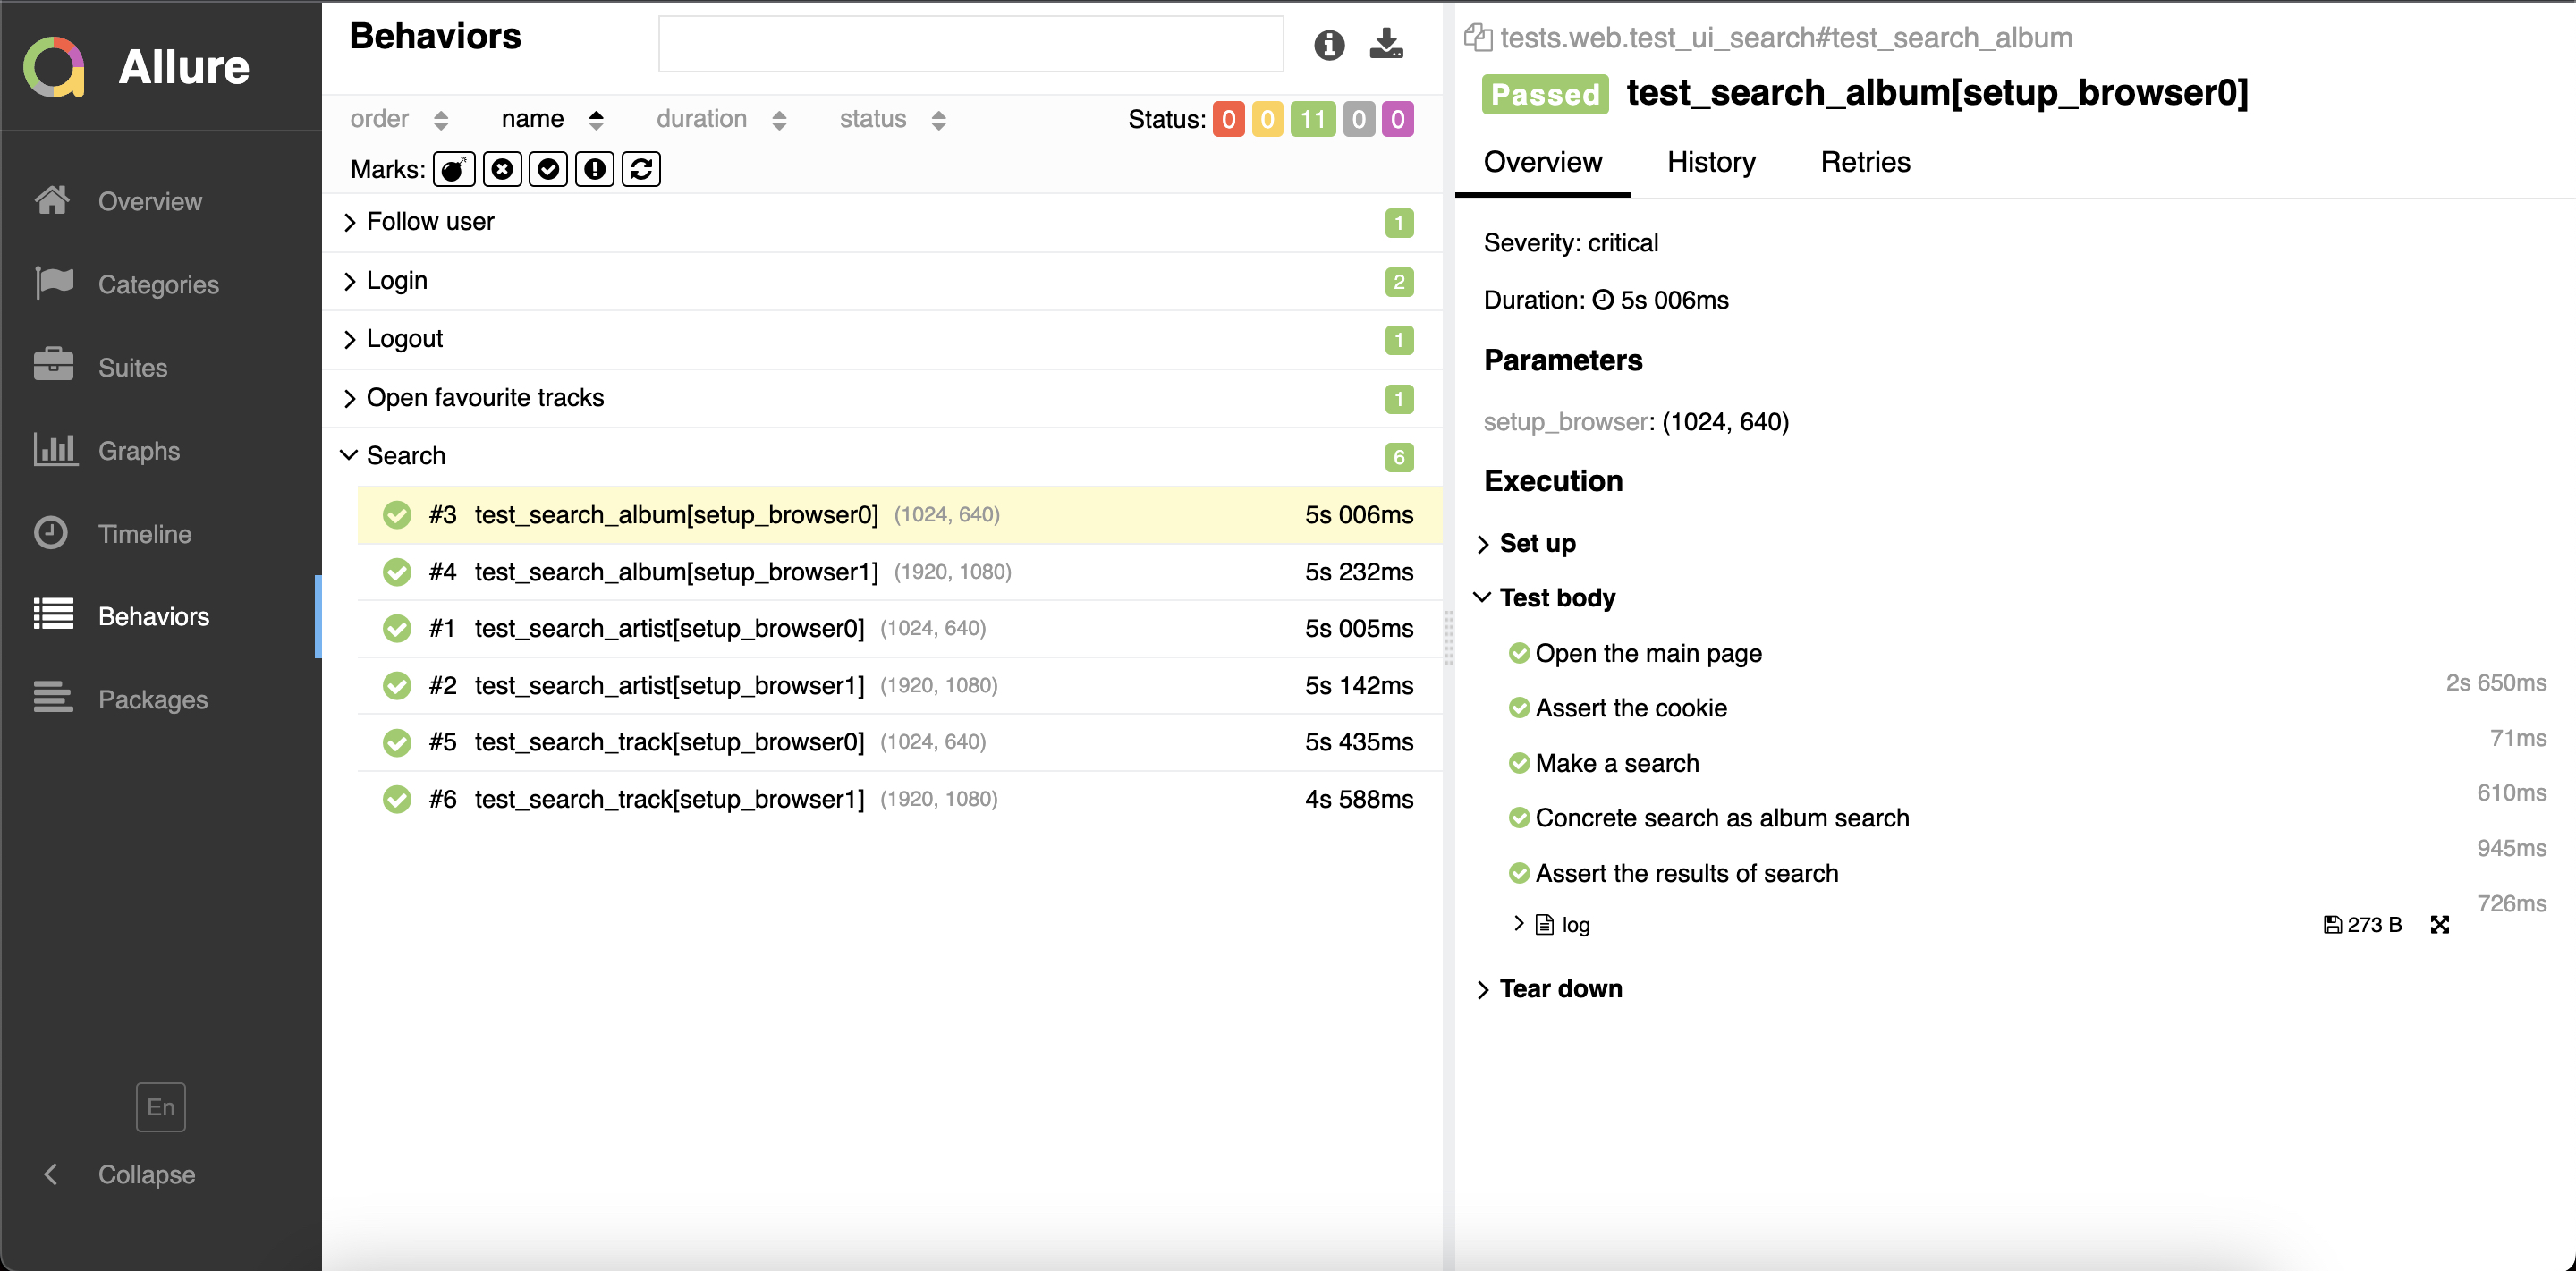 Allure
Overview
Categories
Suites
Graphs
Timeline
Behaviors
Packages
En
Collapse
Behaviors
order name duration status Status: 0 0 11 0 0
Marks:
Follow user 1
Login 2
Logout 1
Open favourite tracks 1
Search 6
#3 test_search_album[setup_browser0] (1024, 640) 5s 006ms
#4 test_search_album[setup_browser1] (1920, 1080) 5s 232ms
#1 test_search_artist[setup_browser0] (1024, 640) 5s 005ms
#2 test_search_artist[setup_browser1] (1920, 1080) 5s 142ms
#5 test_search_track[setup_browser0] (1024, 640) 5s 435ms
#6 test_search_track[setup_browser1] (1920, 1080) 4s 588ms
tests.web.test_ui_search#test_search_album
Passed test_search_album[setup_browser0]
Overview History Retries
Severity: critical
Duration: 5s 006ms
Parameters
setup_browser: (1024, 640)
Execution
Set up
Test body
Open the main page
2s 650ms
Assert the cookie
71ms
Make a search
610ms
Concrete search as album search
945ms
Assert the results of search
726ms
log 273 B
Tear down